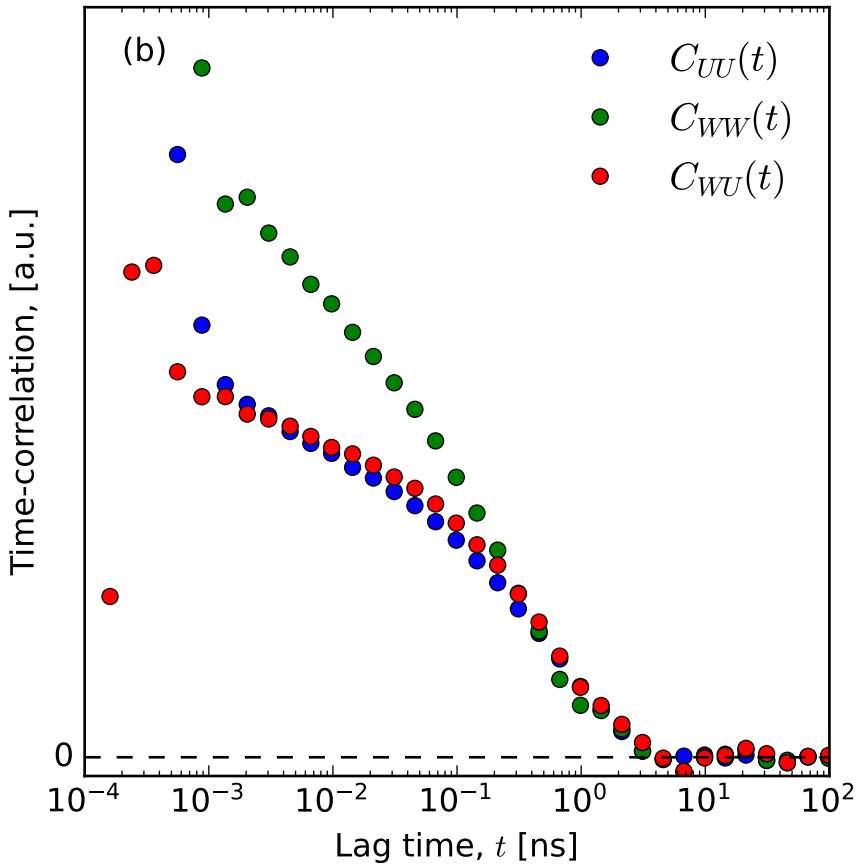 (b)
C_{UU}(t)
C_{WW}(t)
C_{WU}(t)
Time-correlation, [a.u.]
0
10^{-4} 10^{-3} 10^{-2} 10^{-1} 10^{0} 10^{1} 10^{2}
Lag time, t [ns]